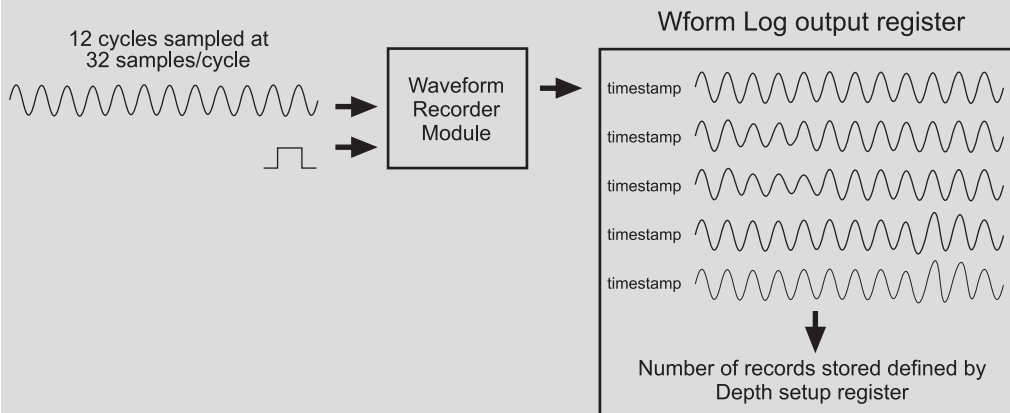 Wform Log output register
12 cycles sampled at
32 samples/cycle
Waveform
Recorder
Module
timestamp
timestamp
timestamp
timestamp
timestamp
Number of records stored defined by
Depth setup register